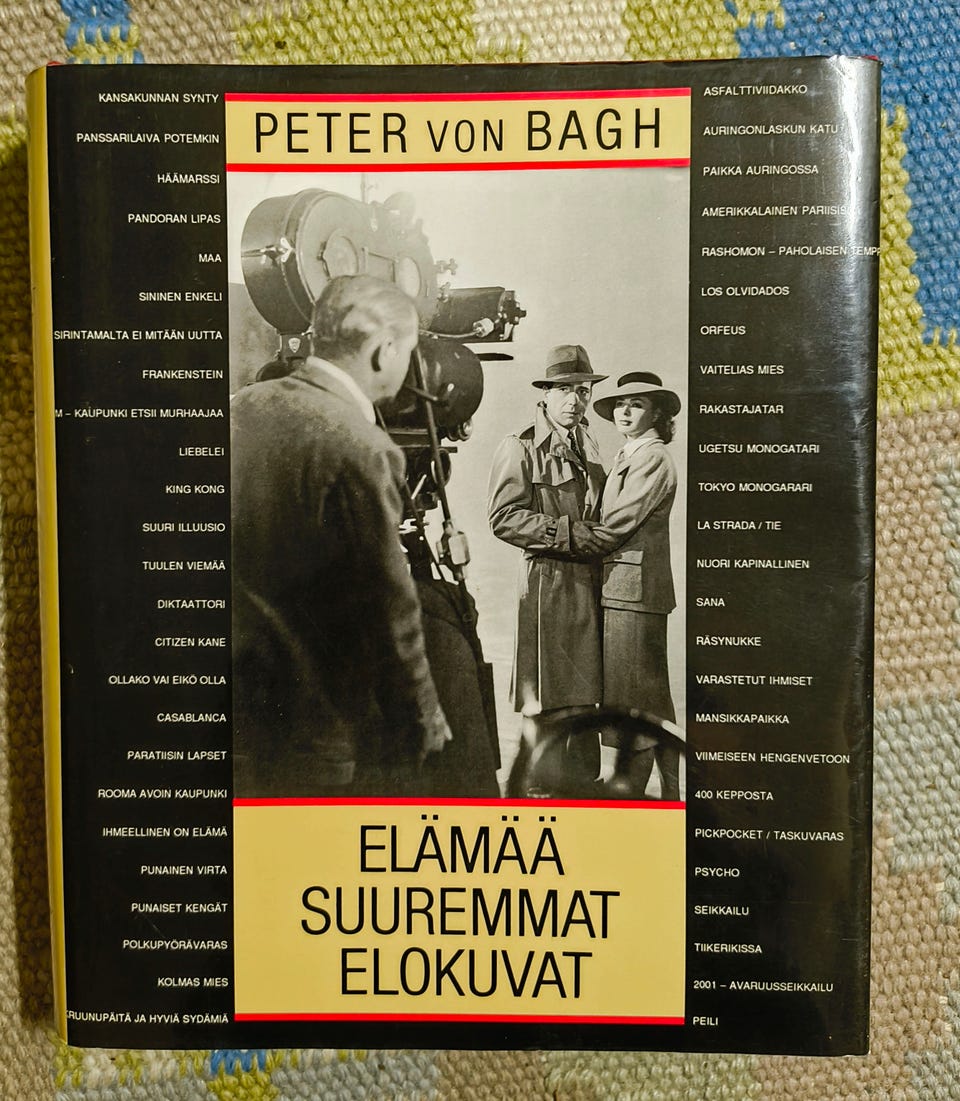 PETER VON BAGH
KANSAKUNNAN SYNTY
PANSSARILAIVA POTEMKIN
HÄÄMARSSI
PANDORAN LIPAS
MAA
SININEN ENKELI
SIRINTAMALTA EI MITÄÄN UUTTA
FRANKENSTEIN
M – KAUPUNKI ETSII MURHAAJAA
LIEBELEI
KING KONG
SUURI ILLUUSIO
TUULEN VIEMÄÄ
DIKTAATTORI
CITIZEN KANE
OLLAKO VAI EIKÖ OLLA
CASABLANCA
PARATIISIN LAPSET
ROOMA AVOIN KAUPUNKI
IHMEELLINEN ON ELÄMÄ
PUNAINEN VIRTA
PUNAISET KENGÄT
POLKUPYÖRÄVARAS
KOLMAS MIES
KRUUNUPÄITÄ JA HYVIÄ SYDÄMIÄ
ASFALTTIVIIDAKKO
AURINGONLASKUN KATU
PAIKKA AURINGOSSA
AMERIKKALAINEN PARIISIS
RASHOMON – PAHOLAISEN TEMPP
LOS OLVIDADOS
ORFEUS
VAITELIAS MIES
RAKASTAJATAR
UGETSU MONOGATARI
TOKYO MONOGARARI
LA STRADA / TIE
NUORI KAPINALLINEN
SANA
RÄSYNUKKE
VARASTETUT IHMISET
MANSIKKAPAIKKA
VIIMEISEEN HENGENVETOON
400 KEPPOSTA
PICKPOCKET / TASKUVARAS
PSYCHO
SEIKKAILU
TIIKERIKISSA
2001 – AVARUUSSEIKKAILU
PEILI
ELÄMÄÄ
SUUREMMAT
ELOKUVAT